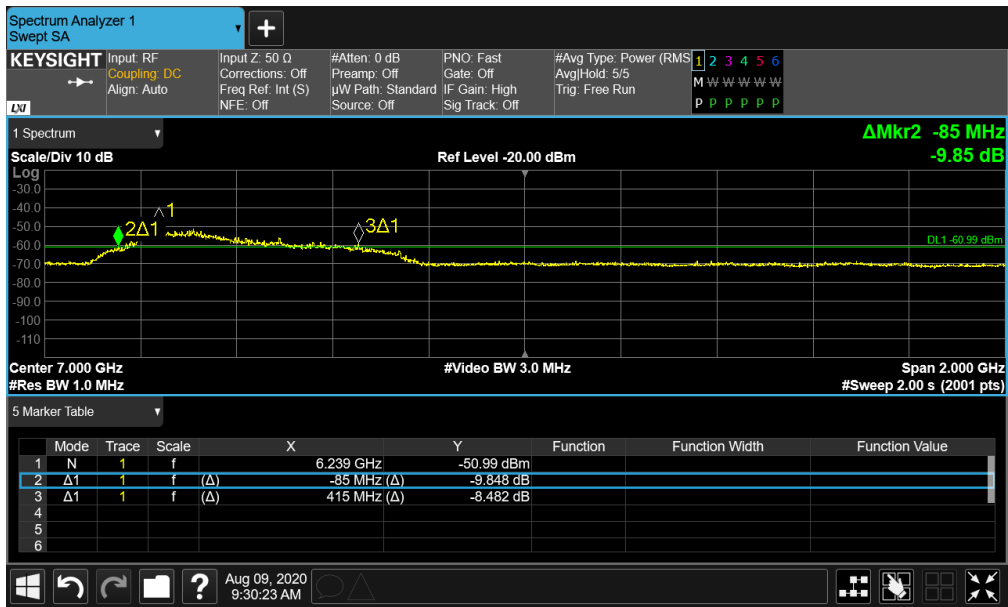 Spectrum Analyzer 1
Swept SA
+
KEYSIGHT
LXI
Input: RF
Coupling: DC
Align: Auto
Input Z: 50 Ω
Corrections: Off
Freq Ref: Int (S)
NFE: Off
#Atten: 0 dB
Preamp: Off
µW Path: Standard
Source: Off
PNO: Fast
Gate: Off
IF Gain: High
Sig Track: Off
#Avg Type: Power (RMS
Avg|Hold: 5/5
Trig: Free Run
1 2 3 4 5 6
M W W W W W
P P P P P P
1 Spectrum
ΔMkr2 -85 MHz
-9.85 dB
Scale/Div 10 dB
Ref Level -20.00 dBm
Log
-30.0
-40.0
-50.0
-60.0
-70.0
-80.0
-90.0
-100
-110
2Δ1
1
3Δ1
DL1 -60.99 dBm
Center 7.000 GHz
#Video BW 3.0 MHz
Span 2.000 GHz
#Res BW 1.0 MHz
#Sweep 2.00 s (2001 pts)
5 Marker Table
Mode Trace Scale X Y Function Function Width Function Value
1 N 1 f 6.239 GHz -50.99 dBm
2 Δ1 1 f (Δ) -85 MHz (Δ) -9.848 dB
3 Δ1 1 f (Δ) 415 MHz (Δ) -8.482 dB
4
5
6
?
Aug 09, 2020
9:30:23 AM